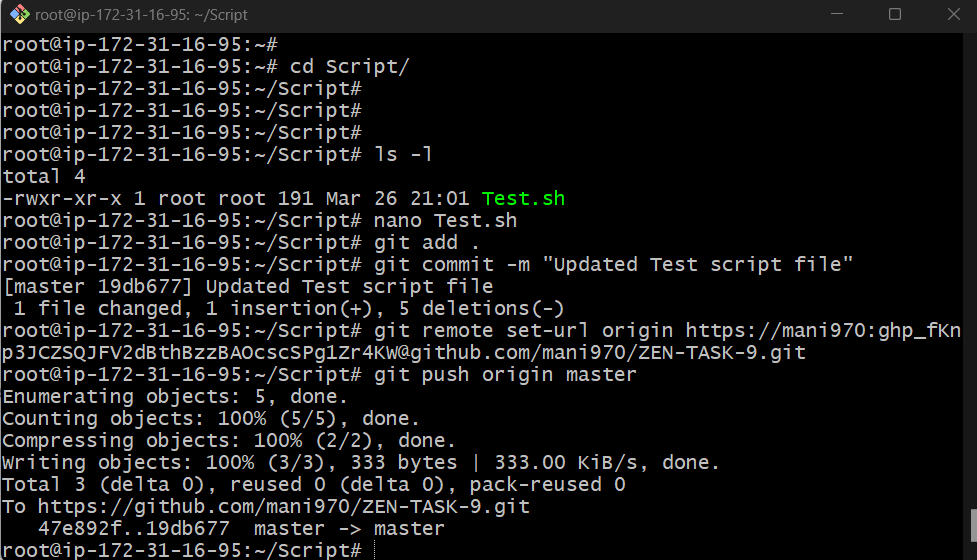 root@ip-172-31-16-95: ~/Script
root@ip-172-31-16-95:~#
root@ip-172-31-16-95:~# cd Script/
root@ip-172-31-16-95:~/Script#
root@ip-172-31-16-95:~/Script#
root@ip-172-31-16-95:~/Script#
root@ip-172-31-16-95:~/Script# ls -l
total 4
-rwxr-xr-x 1 root root 191 Mar 26 21:01 Test.sh
root@ip-172-31-16-95:~/Script# nano Test.sh
root@ip-172-31-16-95:~/Script# git add .
root@ip-172-31-16-95:~/Script# git commit -m "Updated Test script file"
[master 19db677] Updated Test script file
 1 file changed, 1 insertion(+), 5 deletions(-)
root@ip-172-31-16-95:~/Script# git remote set-url origin https://mani970:ghp_fKn
p3JCZSQJFV2dBthBzzBAOcscSPg1Zr4KW@github.com/mani970/ZEN-TASK-9.git
root@ip-172-31-16-95:~/Script# git push origin master
Enumerating objects: 5, done.
Counting objects: 100% (5/5), done.
Compressing objects: 100% (2/2), done.
Writing objects: 100% (3/3), 333 bytes | 333.00 KiB/s, done.
Total 3 (delta 0), reused 0 (delta 0), pack-reused 0
To https://github.com/mani970/ZEN-TASK-9.git
   47e892f..19db677  master -> master
root@ip-172-31-16-95:~/Script#